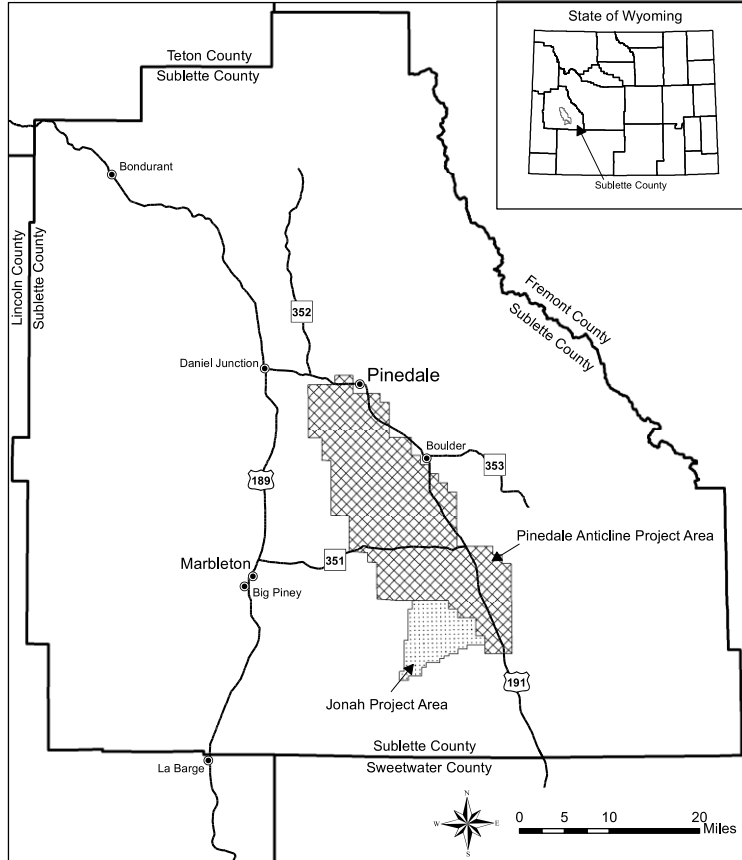 State of Wyoming
Sublette County
Teton County
Sublette County
Bondurant
Lincoln County
Sublette County
Fremont County
Sublette County
352
Daniel Junction
Pinedale
Boulder
353
189
Pinedale Anticline Project Area
351
Marbleton
Big Piney
191
Jonah Project Area
Sublette County
Sweetwater County
La Barge
N
W
E
S
0 5 10 20
Miles